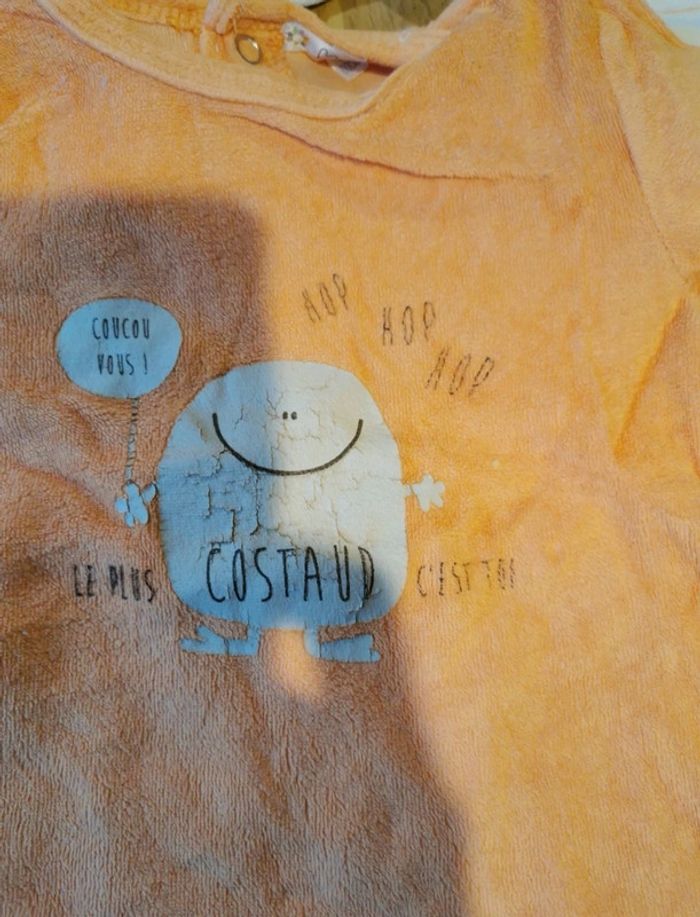 HOP
HOP
HOP
COUCOU
VOUS !
LE PLUS COSTAUD C'EST TOI